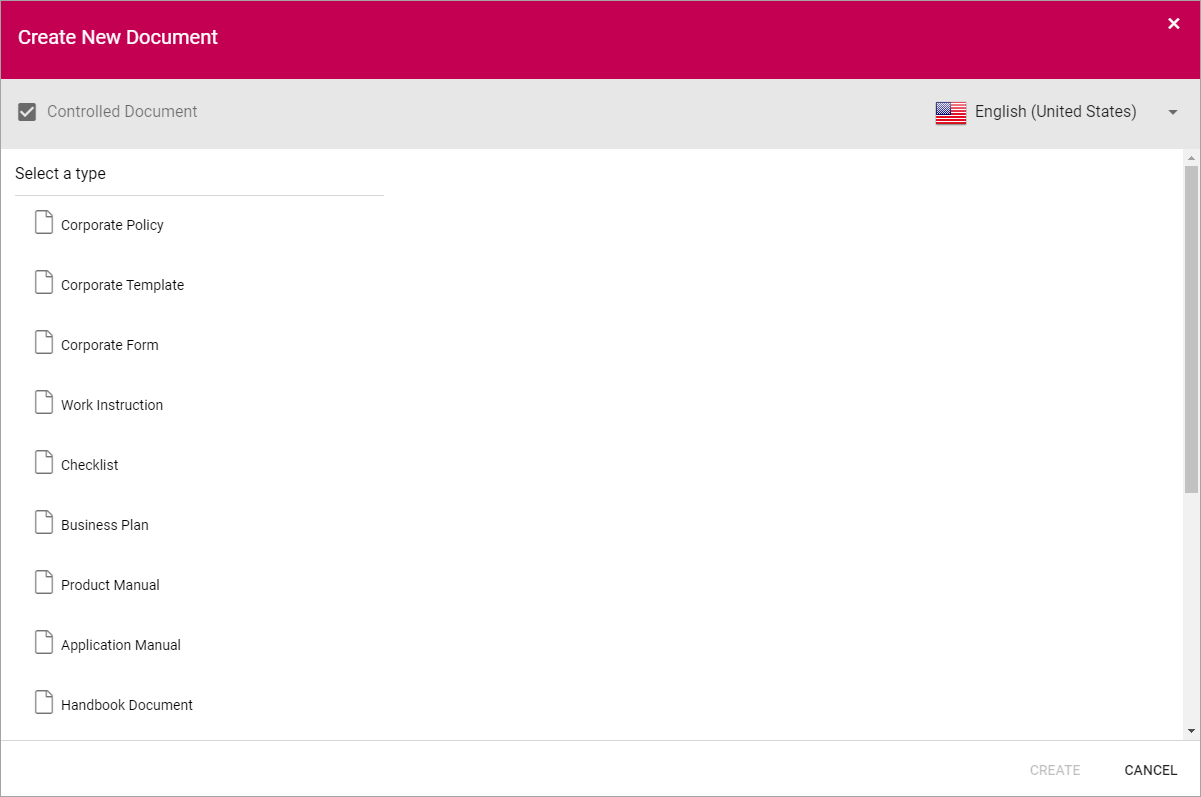 Create New Document
Controlled Document
English (United States)
Select a type
Corporate Policy
Corporate Template
Corporate Form
Work Instruction
Checklist
Business Plan
Product Manual
Application Manual
Handbook Document
CREATE
CANCEL